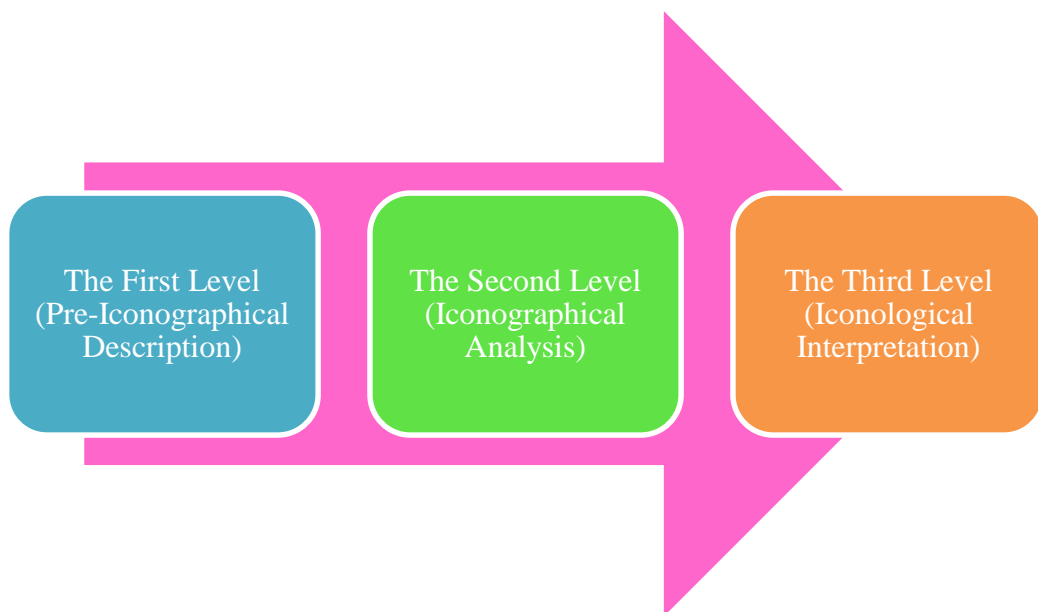 The First Level
(Pre-Iconographical
Description)
The Second Level
(Iconographical
Analysis)
The Third Level
(Iconological
Interpretation)